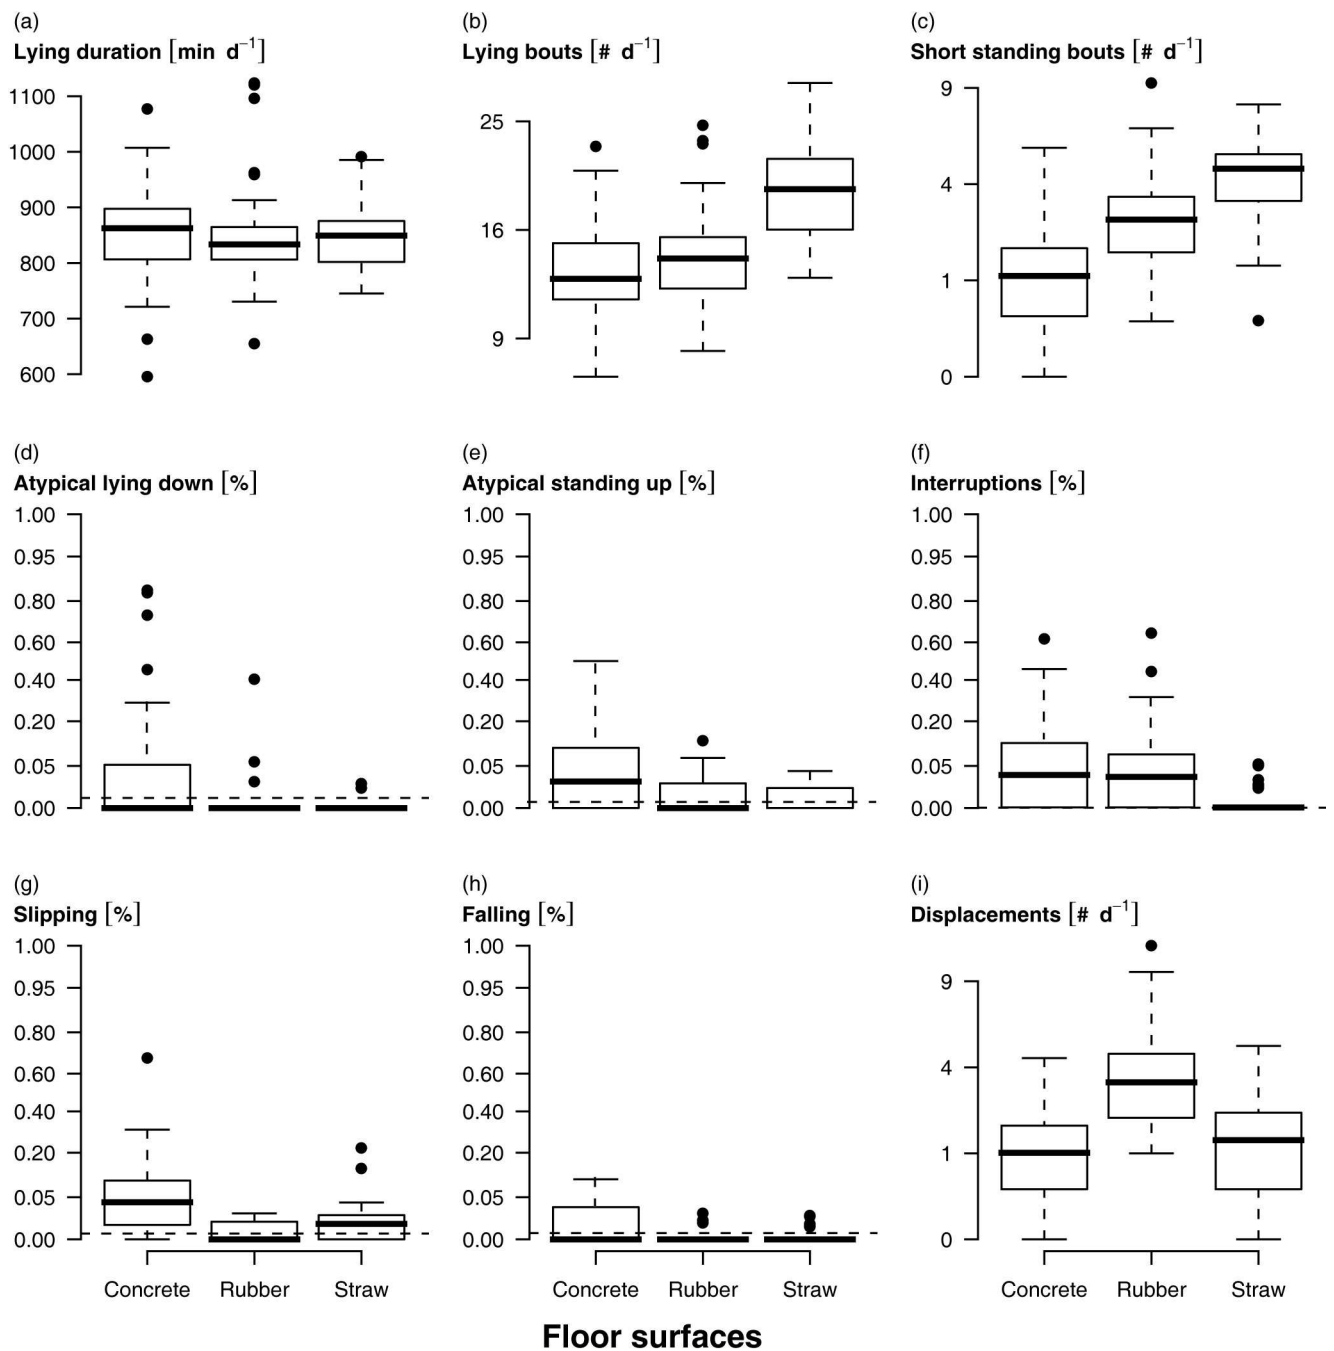 (a)
Lying duration [min d⁻¹]
1100
1000
900
800
700
600
(b)
Lying bouts [# d⁻¹]
25
16
9
(c)
Short standing bouts [# d⁻¹]
9
4
1
0
(d)
Atypical lying down [%]
1.00
0.95
0.80
0.60
0.40
0.20
0.05
0.00
(e)
Atypical standing up [%]
1.00
0.95
0.80
0.60
0.40
0.20
0.05
0.00
(f)
Interruptions [%]
1.00
0.95
0.80
0.60
0.40
0.20
0.05
0.00
(g)
Slipping [%]
1.00
0.95
0.80
0.60
0.40
0.20
0.05
0.00
Concrete Rubber Straw
(h)
Falling [%]
1.00
0.95
0.80
0.60
0.40
0.20
0.05
0.00
Concrete Rubber Straw
(i)
Displacements [# d⁻¹]
9
4
1
0
Concrete Rubber Straw
Floor surfaces